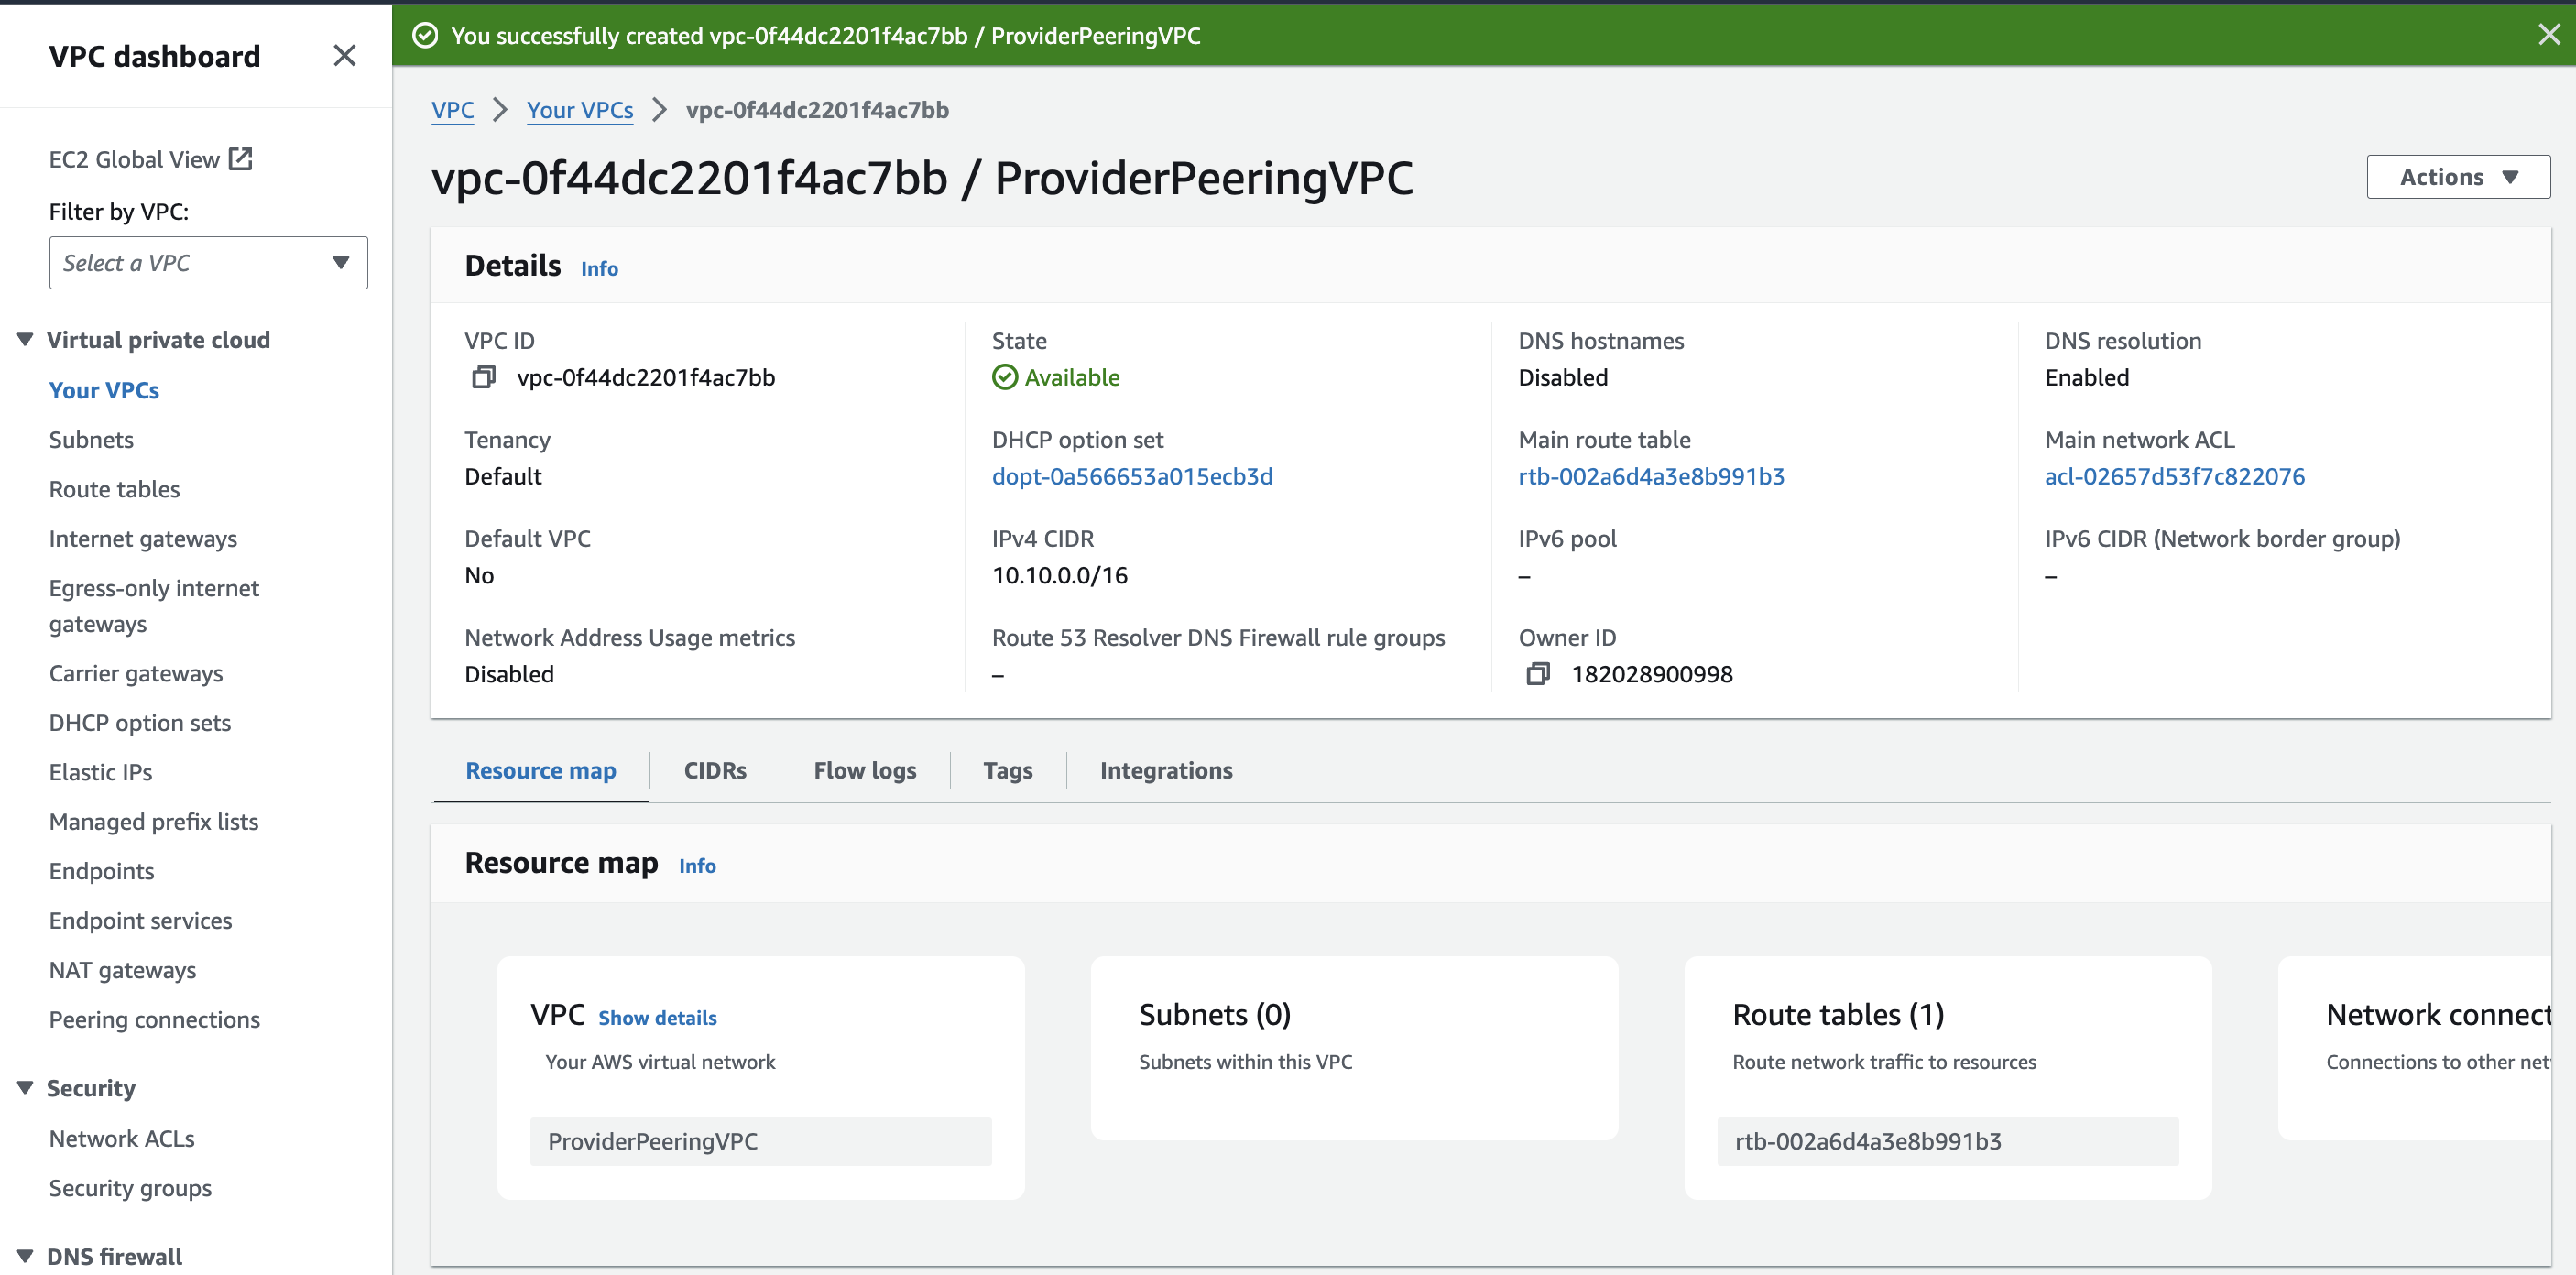 VPC dashboard
You successfully created vpc-0f44dc2201f4ac7bb / ProviderPeeringVPC
EC2 Global View
Filter by VPC:
Select a VPC
Virtual private cloud
Your VPCs
Subnets
Route tables
Internet gateways
Egress-only internet
gateways
Carrier gateways
DHCP option sets
Elastic IPs
Managed prefix lists
Endpoints
Endpoint services
NAT gateways
Peering connections
Security
Network ACLs
Security groups
DNS firewall
VPC > Your VPCs > vpc-0f44dc2201f4ac7bb
vpc-0f44dc2201f4ac7bb / ProviderPeeringVPC
Actions
Details Info
VPC ID
vpc-0f44dc2201f4ac7bb
State
Available
DNS hostnames
Disabled
DNS resolution
Enabled
Tenancy
Default
DHCP option set
dopt-0a566653a015ecb3d
Main route table
rtb-002a6d4a3e8b991b3
Main network ACL
acl-02657d53f7c822076
Default VPC
No
IPv4 CIDR
10.10.0.0/16
IPv6 pool
–
IPv6 CIDR (Network border group)
–
Network Address Usage metrics
Disabled
Route 53 Resolver DNS Firewall rule groups
–
Owner ID
182028900998
Resource map CIDRs Flow logs Tags Integrations
Resource map Info
VPC Show details
Your AWS virtual network
ProviderPeeringVPC
Subnets (0)
Subnets within this VPC
Route tables (1)
Route network traffic to resources
rtb-002a6d4a3e8b991b3
Network connect
Connections to other net